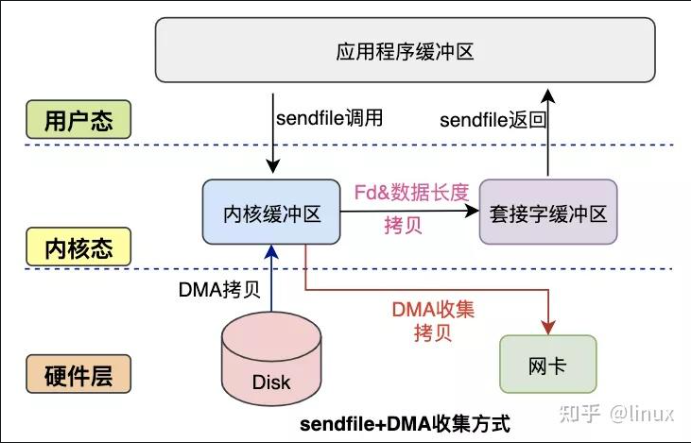 应用程序缓冲区
用户态
sendfile调用
sendfile返回
内核缓冲区
Fd&数据长度
拷贝
套接字缓冲区
内核态
DMA拷贝
DMA收集
拷贝
硬件层
Disk
网卡
sendfile+DMA收集方式
知乎 @linux